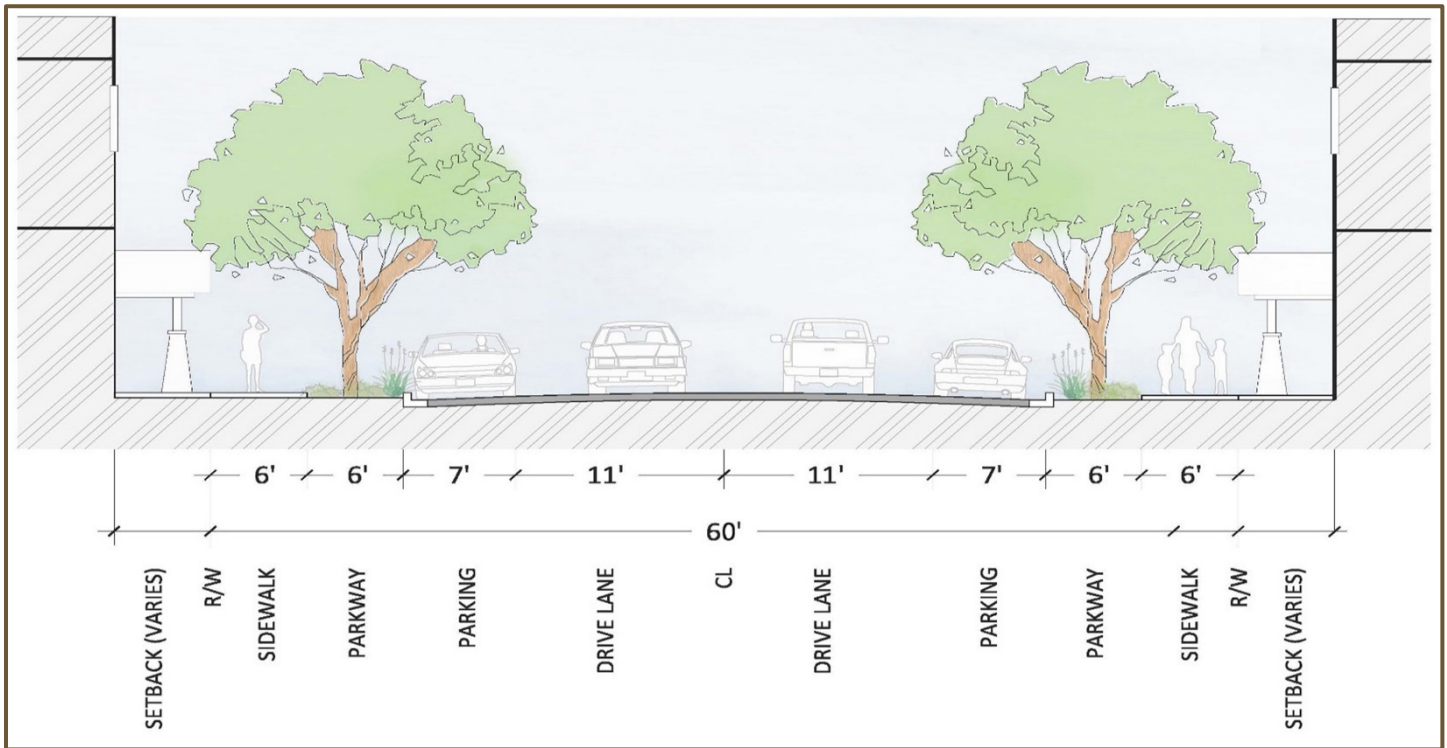 6' 6' 7' 11' 11' 7' 6' 6'
60'
SETBACK (VARIES)
R/W
SIDEWALK
PARKWAY
PARKING
DRIVE LANE
CL
DRIVE LANE
PARKING
PARKWAY
SIDEWALK
R/W
SETBACK (VARIES)